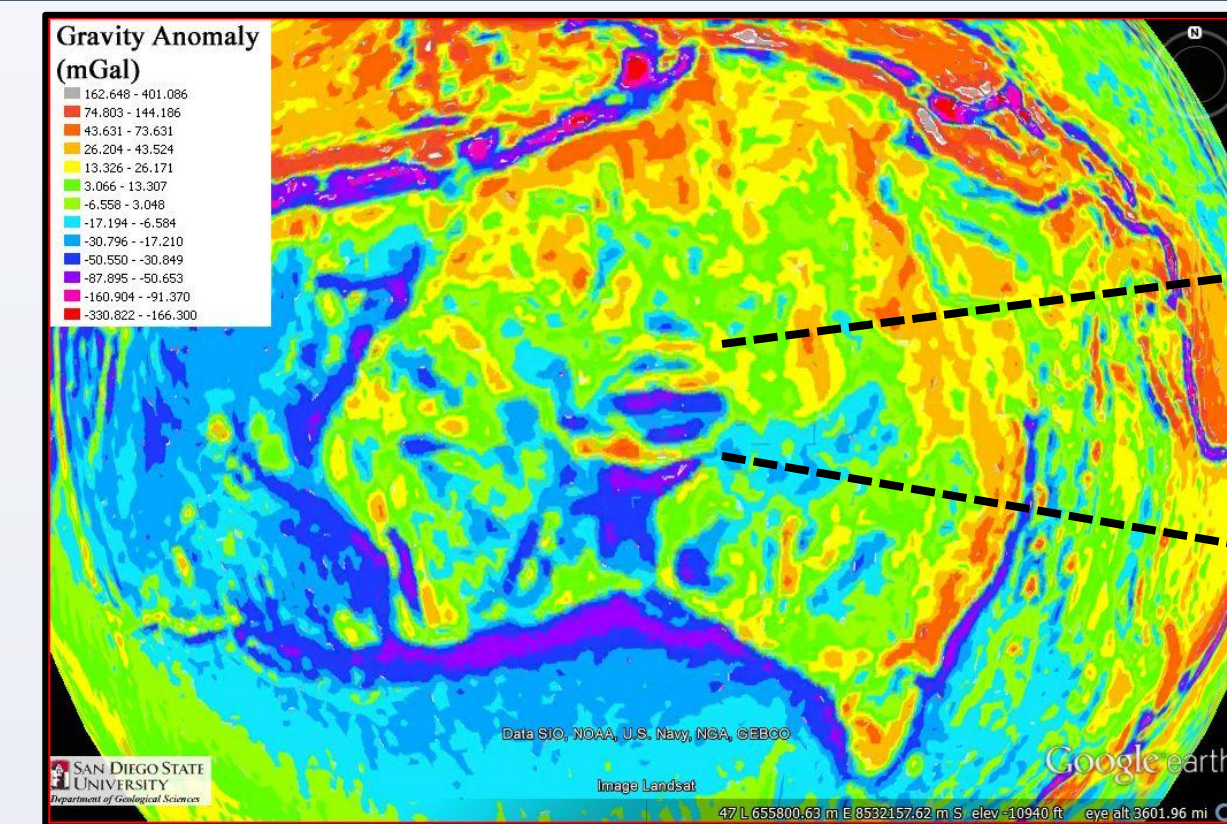 Gravity Anomaly
(mGal)
162.648 - 401.086
74.803 - 144.186
43.631 - 73.631
26.204 - 43.524
13.326 - 26.171
3.066 - 13.307
-6.558 - 3.048
-17.194 - -6.584
-30.796 - -17.210
-50.550 - -30.849
-87.895 - -50.653
-160.904 - -91.370
-330.822 - -166.300
N
Data SIO, NOAA, U.S. Navy, NGA, GEBCO
Image Landsat
SAN DIEGO STATE
UNIVERSITY
Department of Geological Sciences
Google earth
47 L 655800.63 m E 8532157.62 m S elev -10940 ft eye alt 3601.96 mi